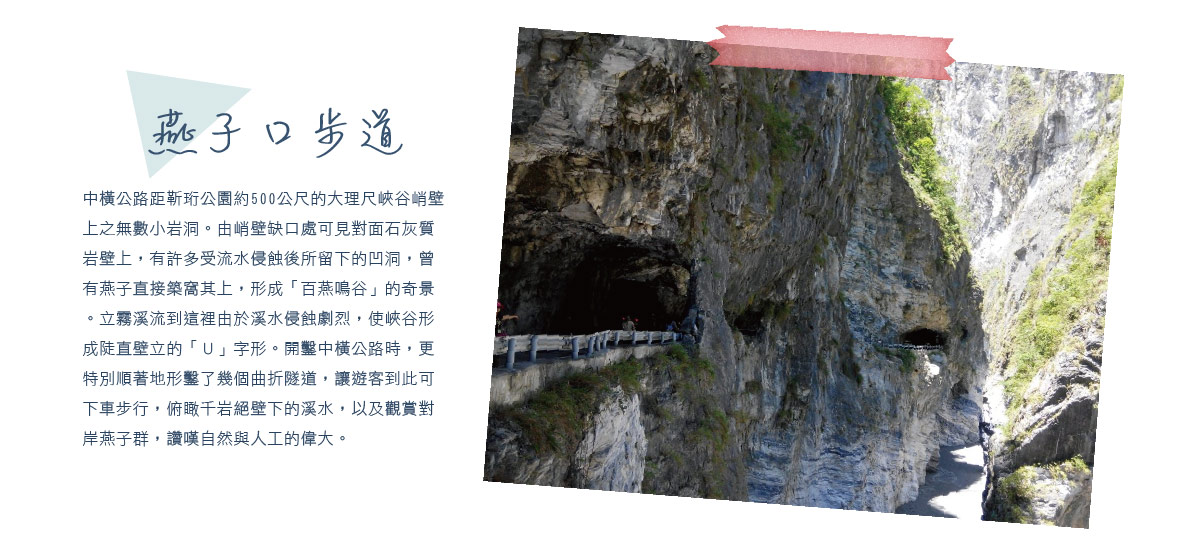 燕子口步道
中橫公路距靳珩公園約500公尺的大理尺峽谷峭壁
上之無數小岩洞。由峭壁缺口處可見對面石灰質
岩壁上，有許多受流水侵蝕後所留下的凹洞，曾
有燕子直接築窩其上，形成「百燕鳴谷」的奇景
。立霧溪流到這裡由於溪水侵蝕劇烈，使峽谷形
成陡直壁立的「U」字形。開鑿中橫公路時，更
特別順著地形鑿了幾個曲折隧道，讓遊客到此可
下車步行，俯瞰千岩絕壁下的溪水，以及觀賞對
岸燕子群，讚嘆自然與人工的偉大。